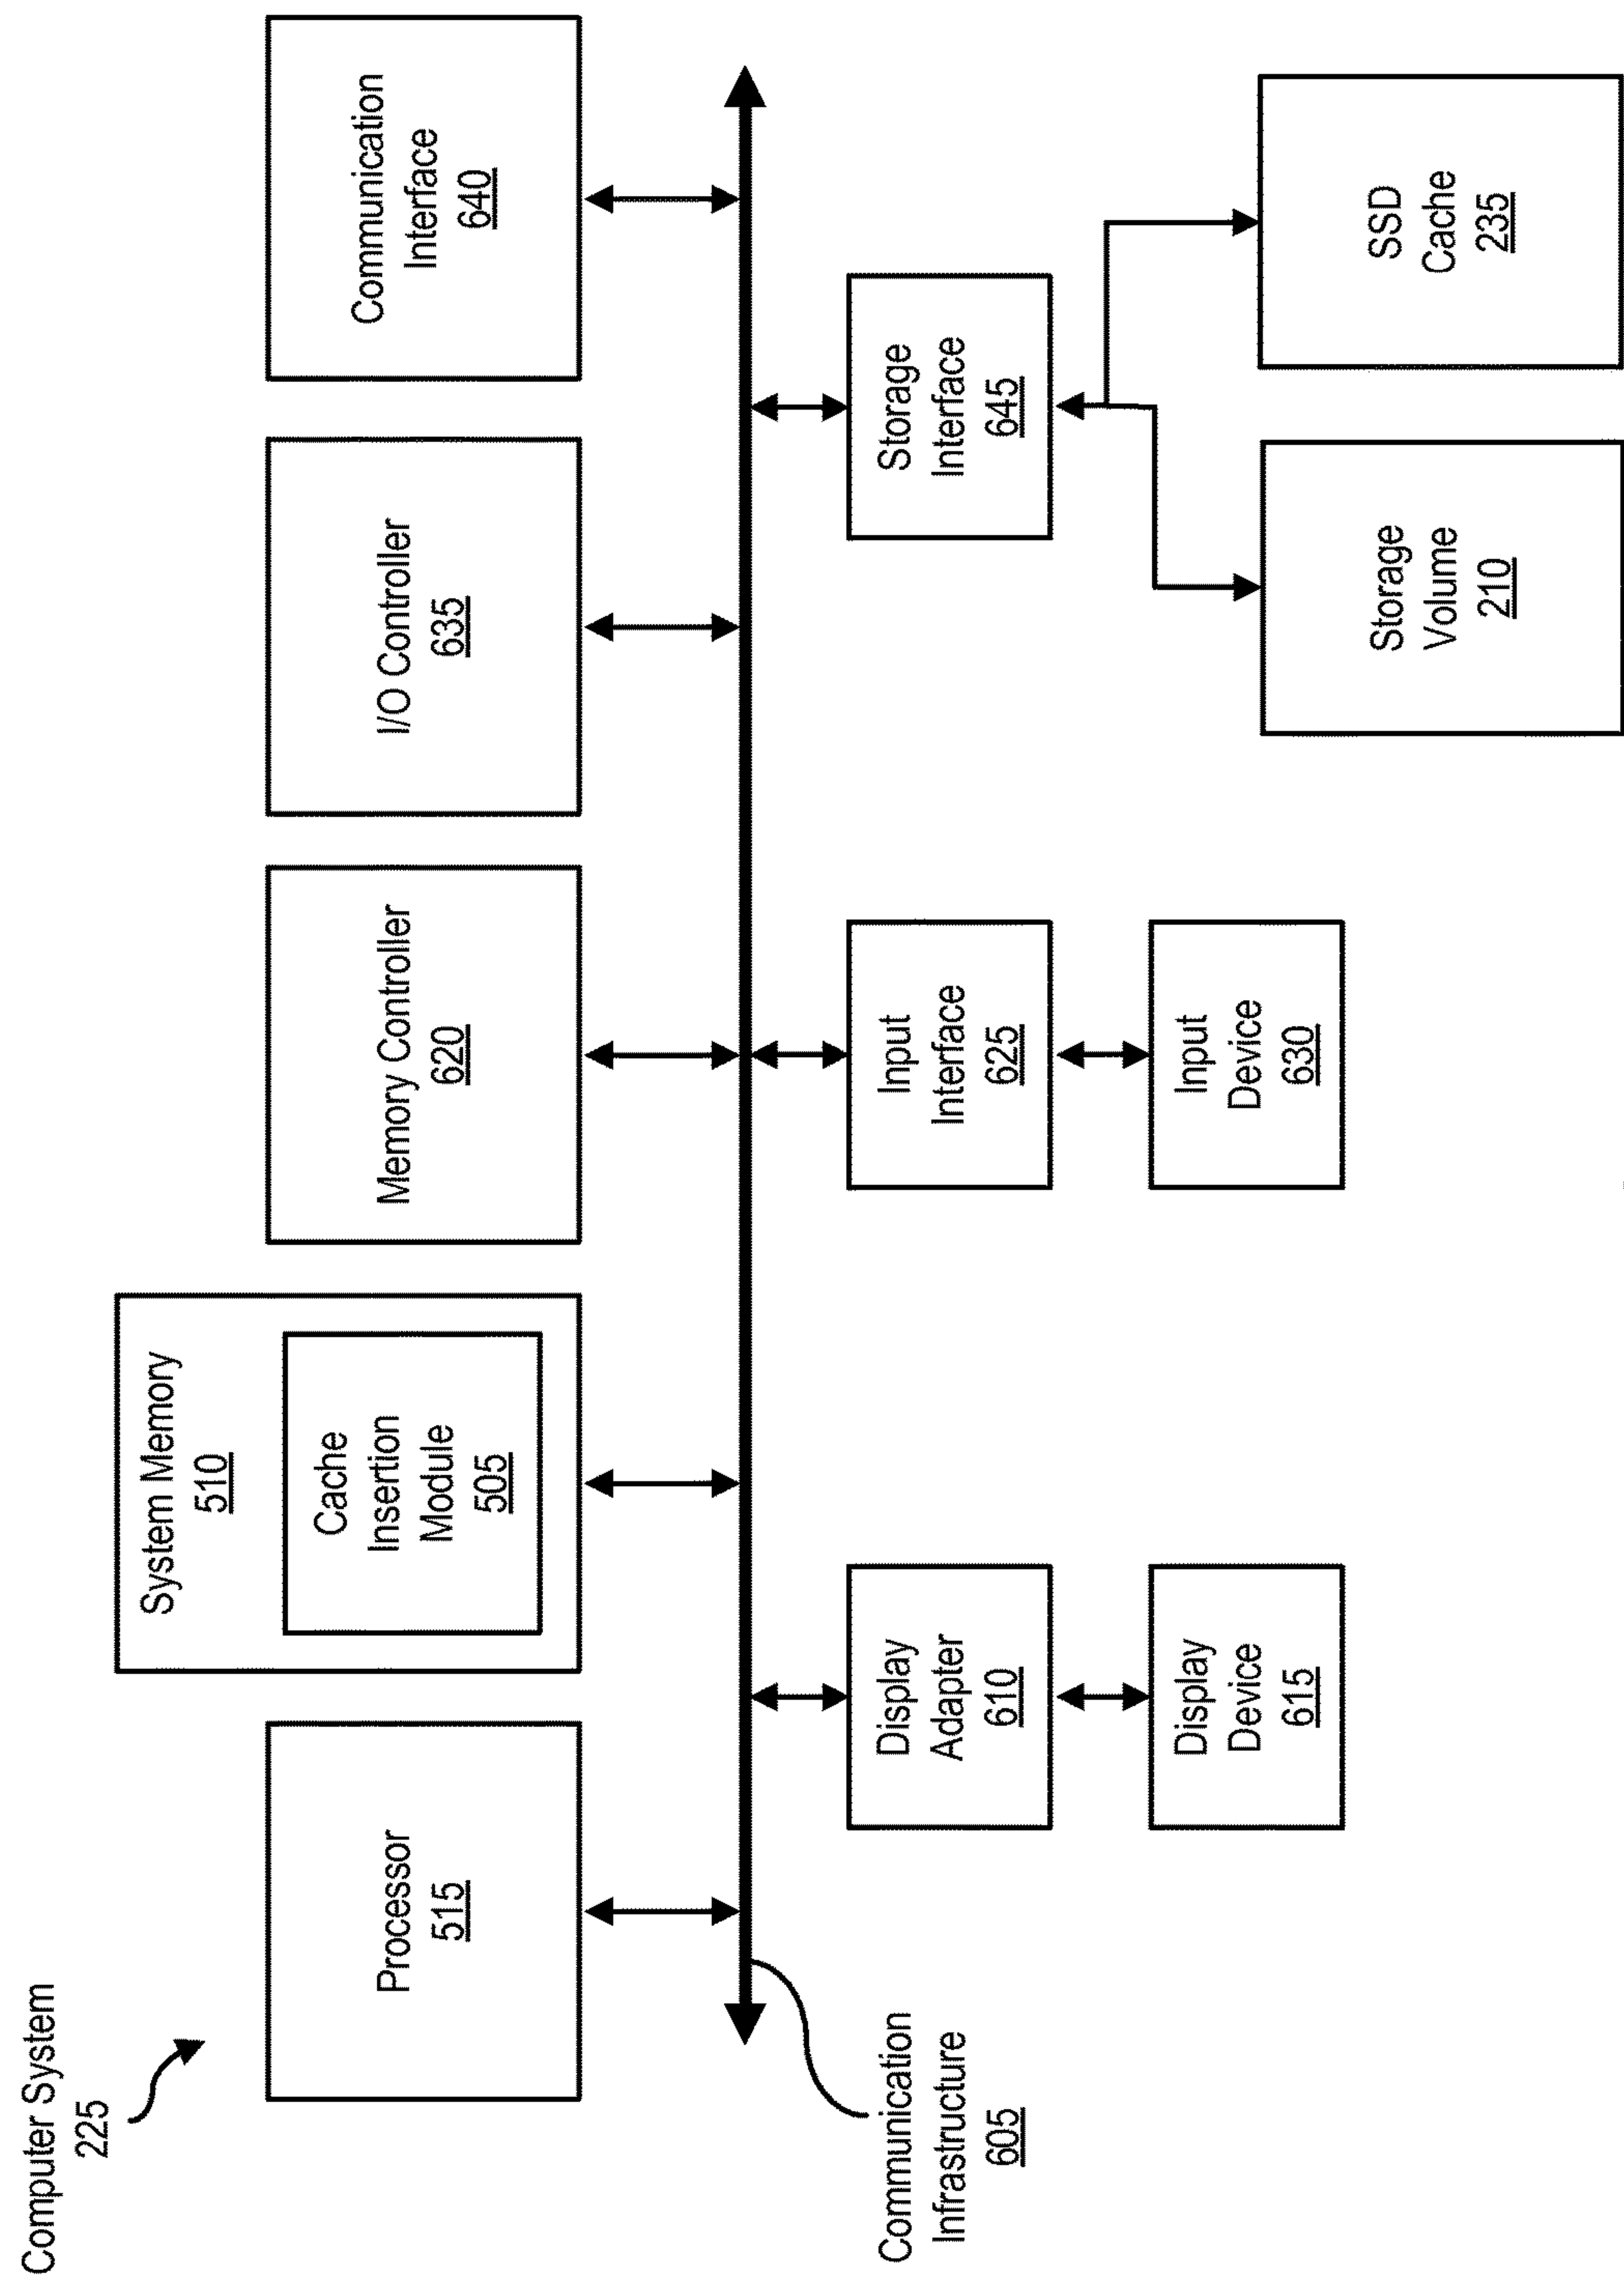 Computer System
225
Processor
515
System Memory
510
Cache
Insertion
Module
505
Memory Controller
620
I/O Controller
635
Communication
Interface
640
Communication
Infrastructure
605
Display
Adapter
610
Display
Device
615
Input
Interface
625
Input
Device
630
Storage
Interface
645
Storage
Volume
210
SSD
Cache
235